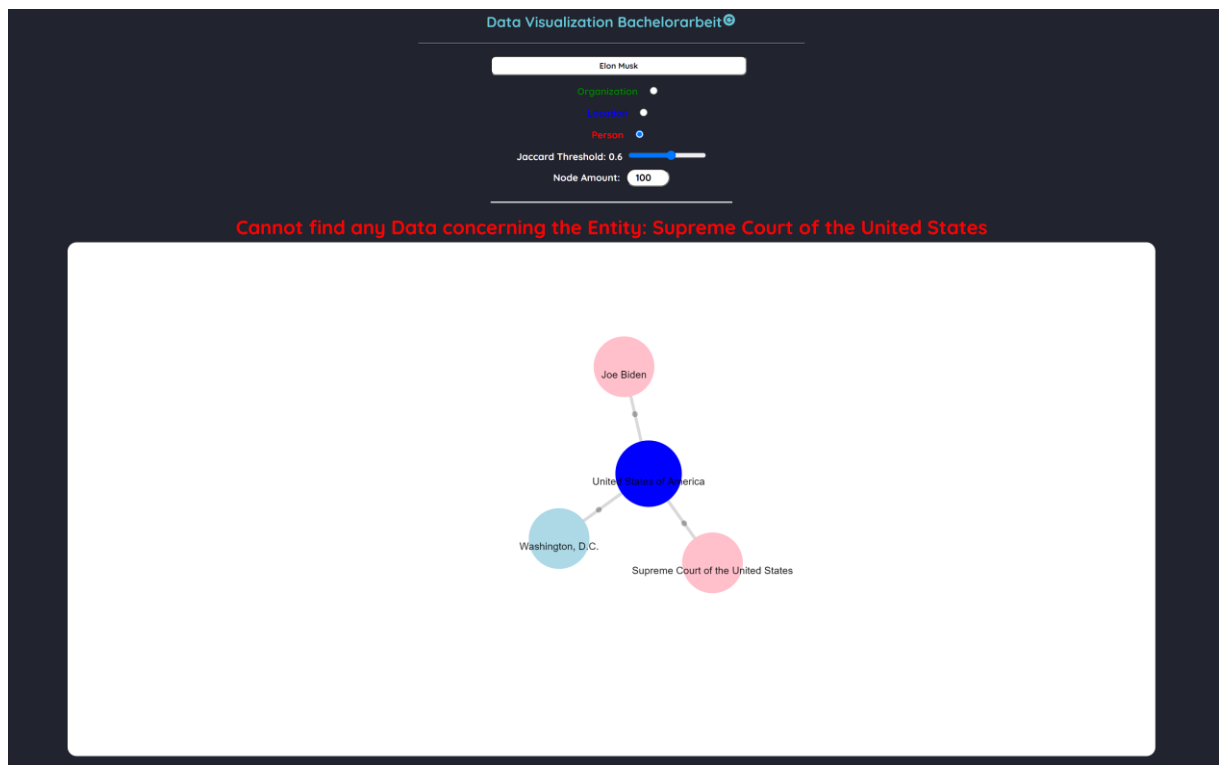 Data Visualization Bachelorarbeit
Elon Musk
Organization
Location
Person
Jaccard Threshold: 0.6
Node Amount: 100
Cannot find any Data concerning the Entity: Supreme Court of the United States
Joe Biden
United States of America
Washington, D.C.
Supreme Court of the United States